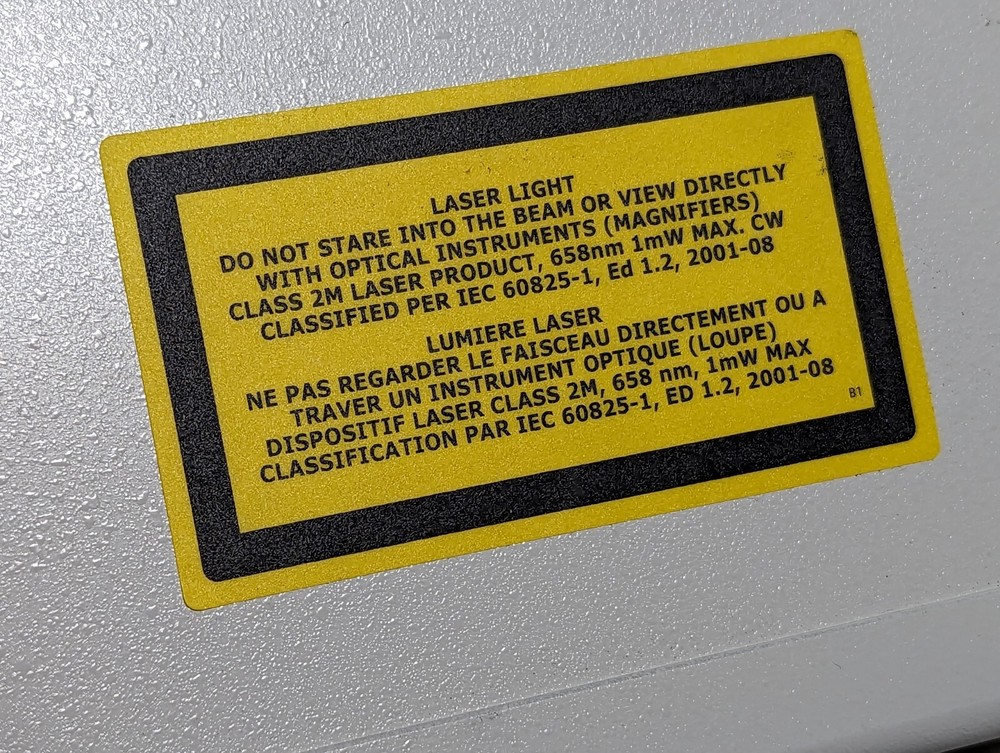 LASER LIGHT
DO NOT STARE INTO THE BEAM OR VIEW DIRECTLY
WITH OPTICAL INSTRUMENTS (MAGNIFIERS)
CLASS 2M LASER PRODUCT, 658nm 1mW MAX. CW
CLASSIFIED PER IEC 60825-1, Ed 1.2, 2001-08
LUMIERE LASER
NE PAS REGARDER LE FAISCEAU DIRECTEMENT OU A
TRAVER UN INSTRUMENT OPTIQUE (LOUPE)
DISPOSITIF LASER CLASS 2M, 658 nm, 1mW MAX
CLASSIFICATION PAR IEC 60825-1, ED 1.2, 2001-08
B1